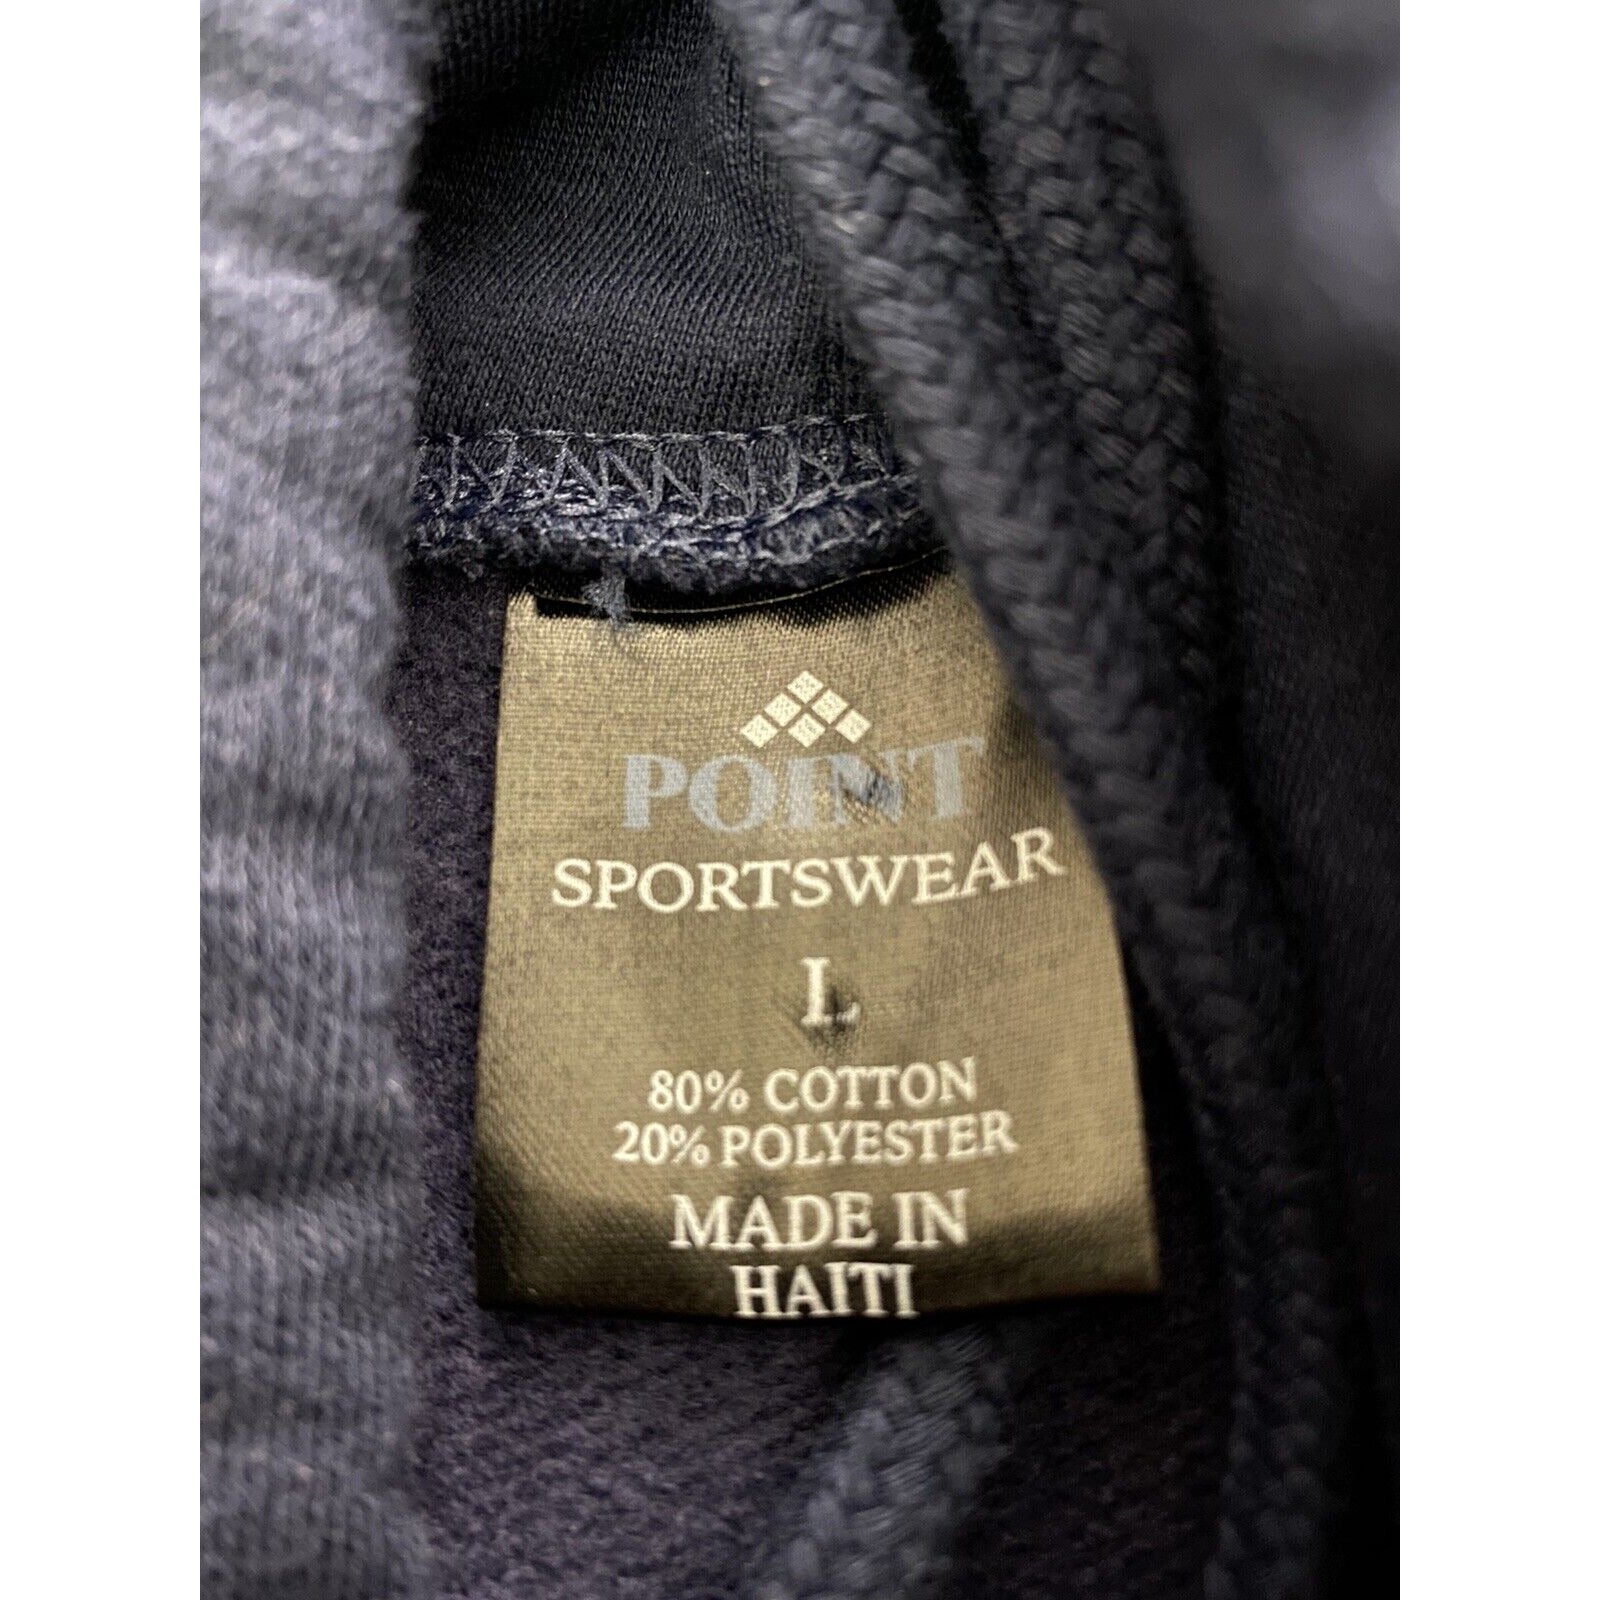 POINT
SPORTSWEAR
L
80% COTTON
20% POLYESTER
MADE IN
HAITI